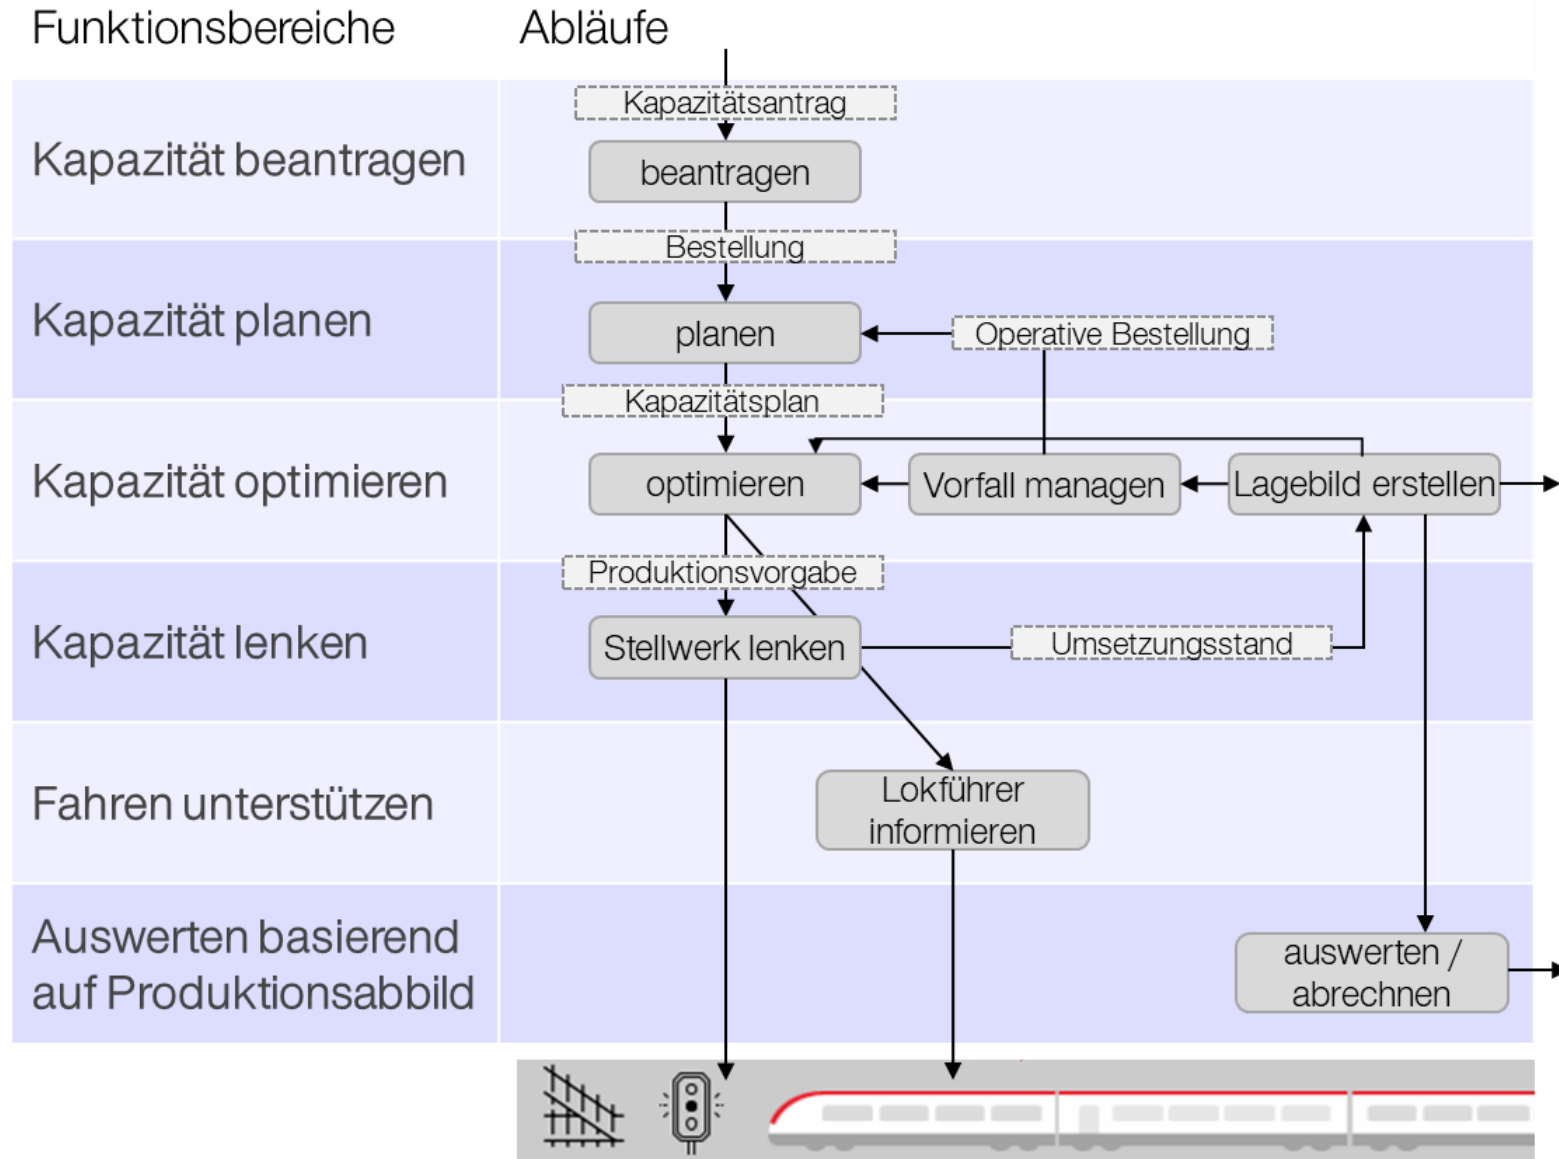 Funktionsbereiche
Abläufe
Kapazitätsantrag
Kapazität beantragen
beantragen
Bestellung
Kapazität planen
planen
Operative Bestellung
Kapazitätsplan
Kapazität optimieren
optimieren
Vorfall managen
Lagebild erstellen
Produktionsvorgabe
Kapazität lenken
Stellwerk lenken
Umsetzungsstand
Fahren unterstützen
Lokführer
informieren
Auswerten basierend
auf Produktionsabbild
auswerten /
abrechnen